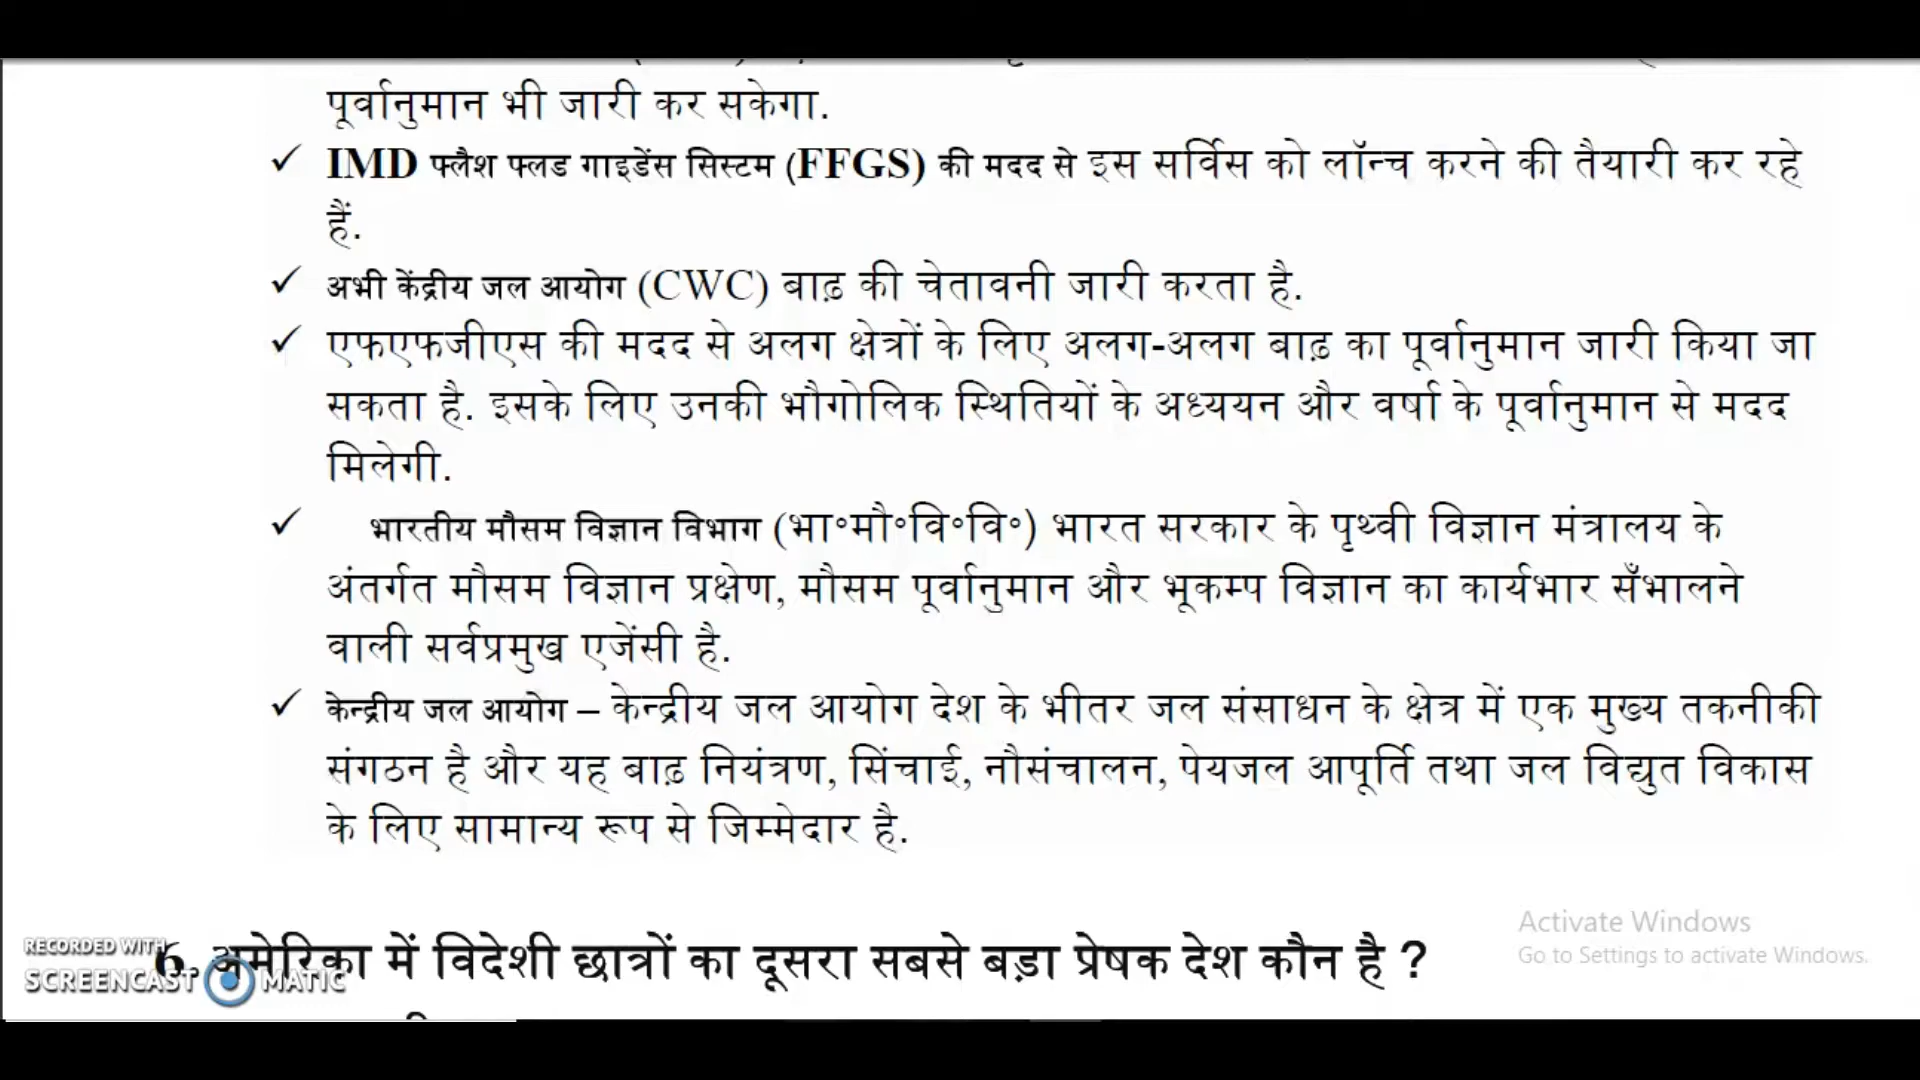 पूर्वानुमान भी जारी कर सकेगा.
✓ IMD फ्लैश फ्लड गाइडेंस सिस्टम (FFGS) की मदद से इस सर्विस को लॉन्च करने की तैयारी कर रहे
हैं.
✓ अभी केंद्रीय जल आयोग (CWC) बाढ़ की चेतावनी जारी करता है.
✓ एफएफजीएस की मदद से अलग क्षेत्रों के लिए अलग-अलग बाढ़ का पूर्वानुमान जारी किया जा
सकता है. इसके लिए उनकी भौगोलिक स्थितियों के अध्ययन और वर्षा के पूर्वानुमान से मदद
मिलेगी.
✓ भारतीय मौसम विज्ञान विभाग (भा॰मौ॰वि॰वि॰) भारत सरकार के पृथ्वी विज्ञान मंत्रालय के
अंतर्गत मौसम विज्ञान प्रक्षेण, मौसम पूर्वानुमान और भूकम्प विज्ञान का कार्यभार सँभालने
वाली सर्वप्रमुख एजेंसी है.
✓ केन्द्रीय जल आयोग – केन्द्रीय जल आयोग देश के भीतर जल संसाधन के क्षेत्र में एक मुख्य तकनीकी
संगठन है और यह बाढ़ नियंत्रण, सिंचाई, नौसंचालन, पेयजल आपूर्ति तथा जल विद्युत विकास
के लिए सामान्य रूप से जिम्मेदार है.
6. अमेरिका में विदेशी छात्रों का दूसरा सबसे बड़ा प्रेषक देश कौन है ?
Activate Windows
Go to Settings to activate Windows.
RECORDED WITH
SCREENCAST MATIC